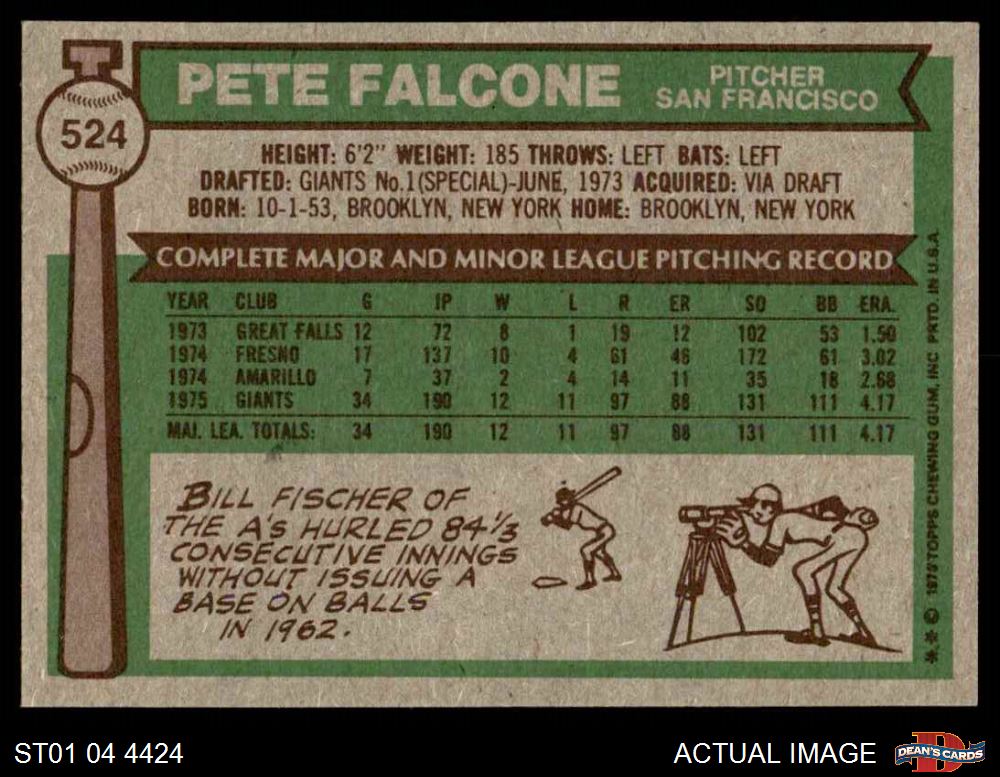 524
PETE FALCONE
PITCHER
SAN FRANCISCO
HEIGHT: 6'2" WEIGHT: 185 THROWS: LEFT BATS: LEFT
DRAFTED: GIANTS No.1(SPECIAL)-JUNE, 1973 ACQUIRED: VIA DRAFT
BORN: 10-1-53, BROOKLYN, NEW YORK HOME: BROOKLYN, NEW YORK
COMPLETE MAJOR AND MINOR LEAGUE PITCHING RECORD
YEAR CLUB G IP W L R ER SO BB ERA.
1973 GREAT FALLS 12 72 8 1 19 12 102 53 1.50
1974 FRESNO 17 137 10 4 61 46 172 61 3.02
1974 AMARILLO 7 37 2 4 14 11 35 18 2.68
1975 GIANTS 34 190 12 11 97 88 131 111 4.17
MAJ. LEA. TOTALS: 34 190 12 11 97 88 131 111 4.17
BILL FISCHER OF
THE A'S HURLED 84 1/3
CONSECUTIVE INNINGS
WITHOUT ISSUING A
BASE ON BALLS
IN 1962.
** © 1976 TOPPS CHEWING GUM, INC PRTD. IN U.S.A.
ST01 04 4424
ACTUAL IMAGE
D
DEAN'S CARDS